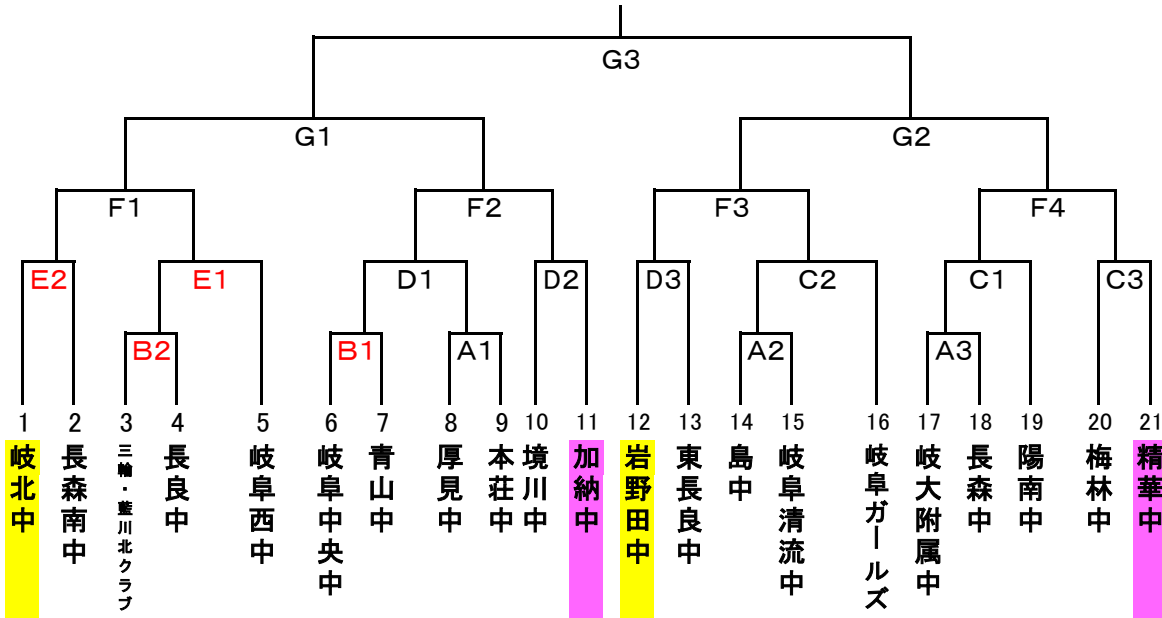 G3
G1
G2
F1
F2
F3
F4
E2
E1
D1
D2
D3
C2
C1
C3
B2
B1
A1
A2
A3
1
2
3
4
5
6
7
8
9
10
11
12
13
14
15
16
17
18
19
20
21
岐北中
長森南中
三輪・藍川北クラブ
長良中
岐阜西中
岐阜中央中
青山中
厚見中
本荘中
境川中
加納中
岩野田中
東長良中
島中
岐阜清流中
岐阜ガールズ
岐大附属中
長森中
陽南中
梅林中
精華中